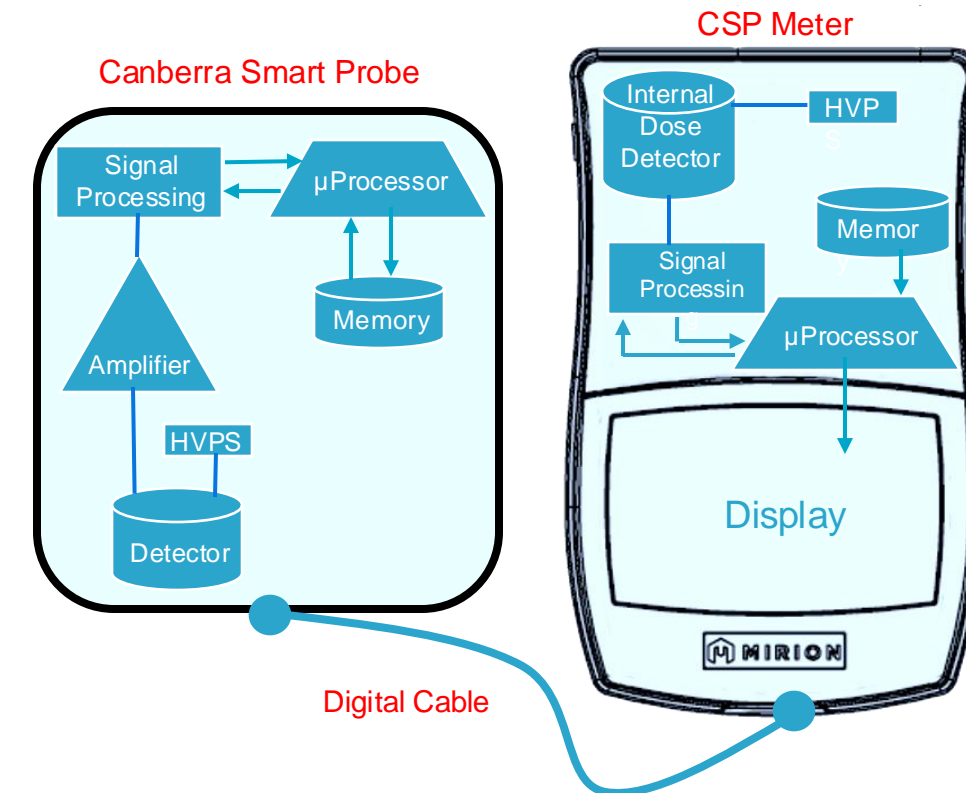 CSP Meter
Canberra Smart Probe
Signal
Processing
µProcessor
Memory
Amplifier
HVPS
Detector
Internal
Dose
Detector
HVP
S
Memor
y
Signal
Processin
g
µProcessor
Display
MIRION
Digital Cable